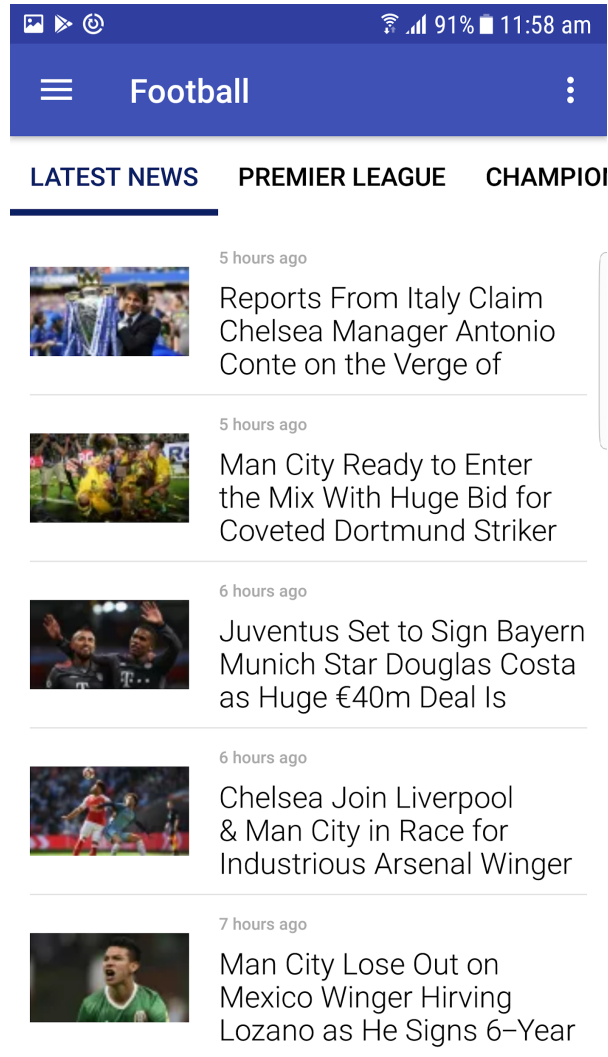 91% 11:58 am
Football
LATEST NEWS PREMIER LEAGUE CHAMPION
5 hours ago
Reports From Italy Claim
Chelsea Manager Antonio
Conte on the Verge of
5 hours ago
Man City Ready to Enter
the Mix With Huge Bid for
Coveted Dortmund Striker
6 hours ago
Juventus Set to Sign Bayern
Munich Star Douglas Costa
as Huge €40m Deal Is
6 hours ago
Chelsea Join Liverpool
& Man City in Race for
Industrious Arsenal Winger
7 hours ago
Man City Lose Out on
Mexico Winger Hirving
Lozano as He Signs 6–Year